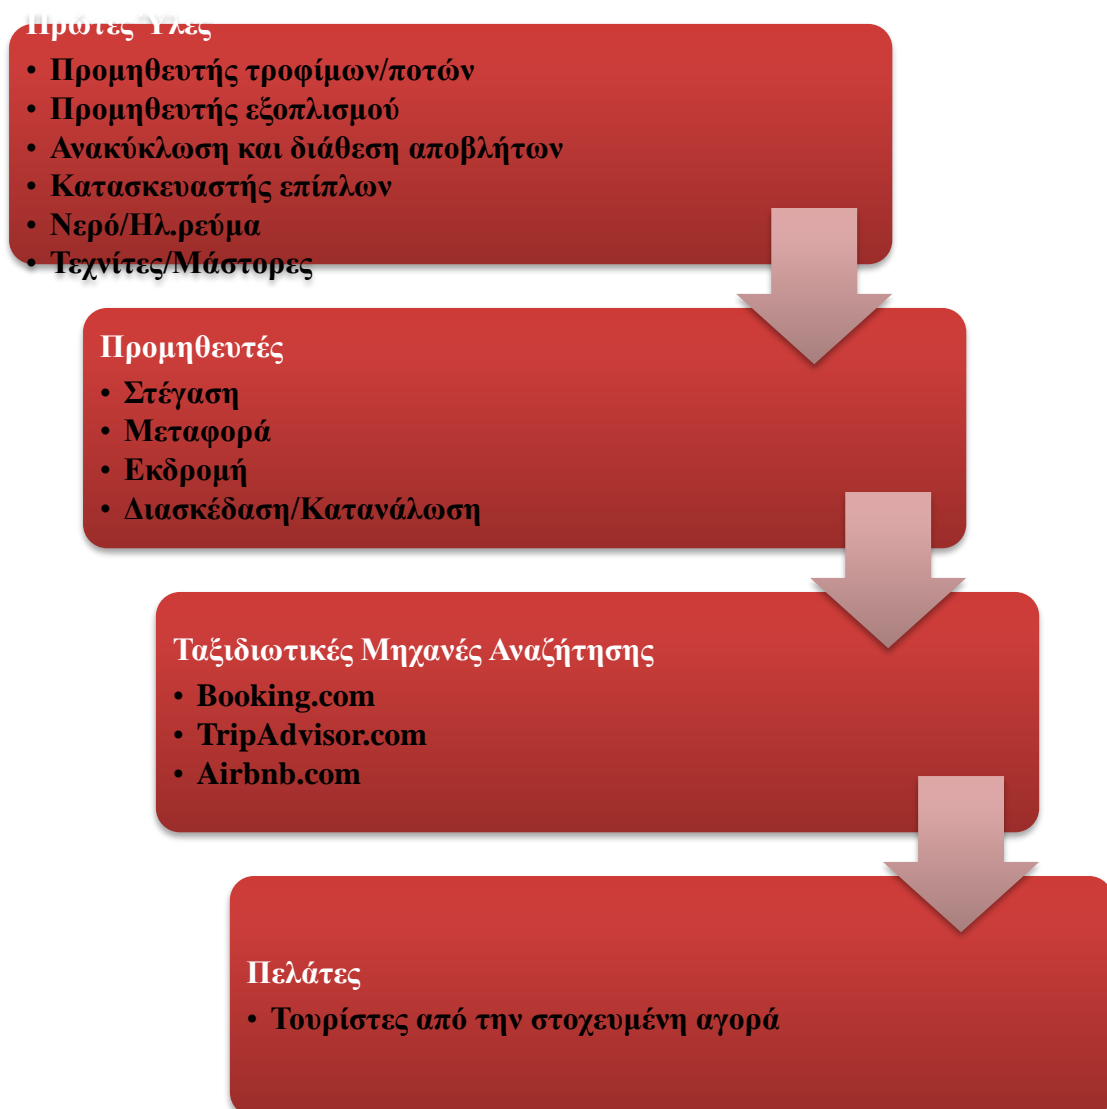 Πρώτες Ύλες
• Προμηθευτής τροφίμων/ποτών
• Προμηθευτής εξοπλισμού
• Ανακύκλωση και διάθεση αποβλήτων
• Κατασκευαστής επίπλων
• Νερό/Ηλ.ρεύμα
• Τεχνίτες/Μάστορες
Προμηθευτές
• Στέγαση
• Μεταφορά
• Εκδρομή
• Διασκέδαση/Κατανάλωση
Ταξιδιωτικές Μηχανές Αναζήτησης
• Booking.com
• TripAdvisor.com
• Airbnb.com
Πελάτες
• Τουρίστες από την στοχευμένη αγορά